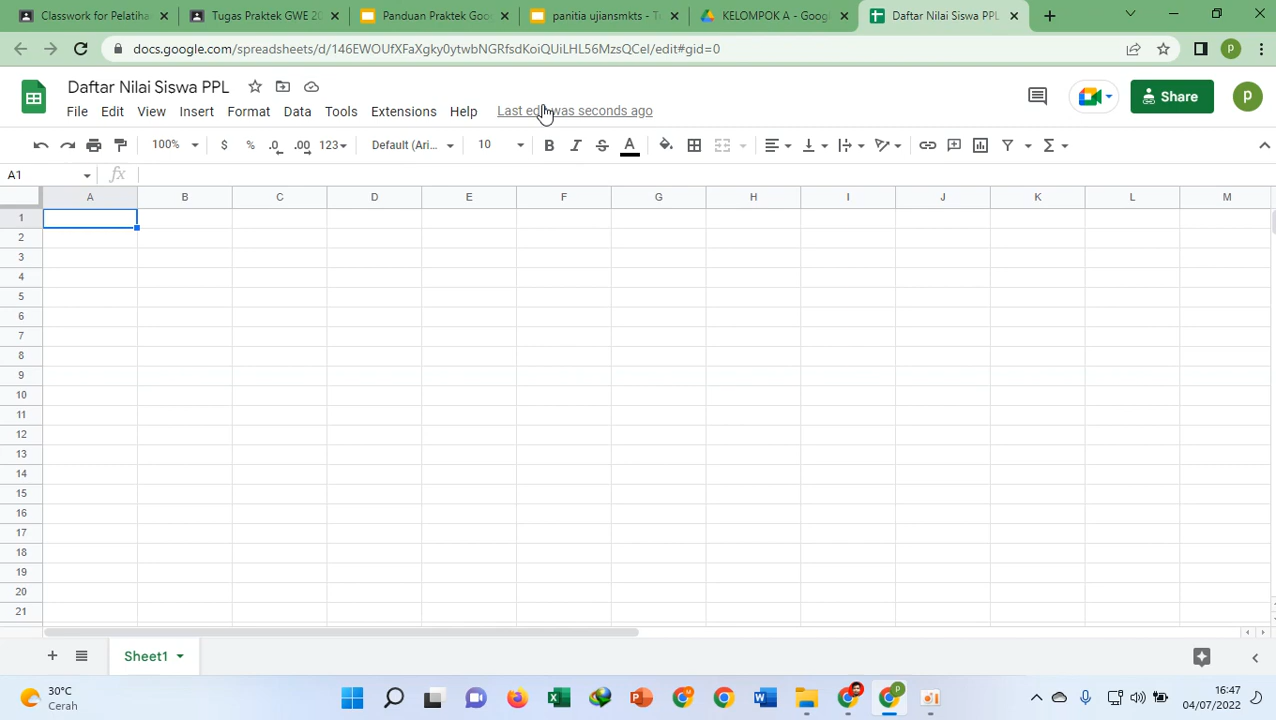 Classwork for Pelatiha
Tugas Praktek GWE 20
Panduan Praktek Goo
panitia ujiansmkts - T
KELOMPOK A - Googl
Daftar Nilai Siswa PPL
docs.google.com/spreadsheets/d/146EWOUfXFaXgky0ytwbNGRfsdKoiQUiLHL56MzsQCeI/edit#gid=0
P
Daftar Nilai Siswa PPL
File Edit View Insert Format Data Tools Extensions Help Last edit was seconds ago
Share
P
100% $ % .0 .00 123 Default (Ari... 10 B I S A
A1 fx
A B C D E F G H I J K L M
1
2
3
4
5
6
7
8
9
10
11
12
13
14
15
16
17
18
19
20
21
Sheet1
30°C
Cerah
16:47
04/07/2022